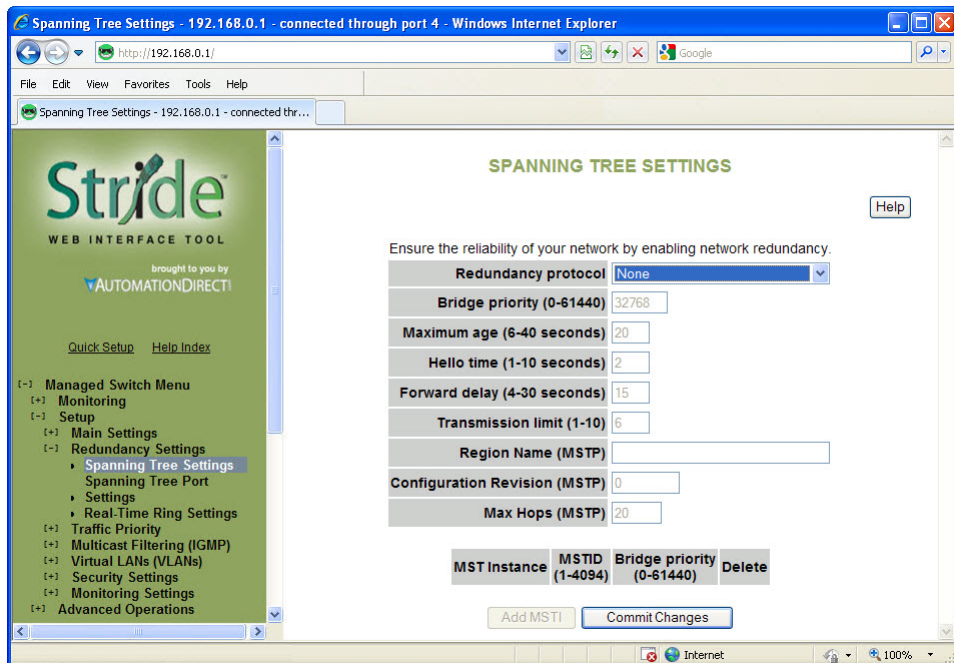 Spanning Tree Settings - 192.168.0.1 - connected through port 4 - Windows Internet Explorer
http://192.168.0.1/
Google
File Edit View Favorites Tools Help
Spanning Tree Settings - 192.168.0.1 - connected thr...
Stride
WEB INTERFACE TOOL
brought to you by
AUTOMATIONDIRECT
Quick Setup Help Index
[-] Managed Switch Menu
[+] Monitoring
[-] Setup
[+] Main Settings
[-] Redundancy Settings
Spanning Tree Settings
Spanning Tree Port
Settings
Real-Time Ring Settings
[+] Traffic Priority
[+] Multicast Filtering (IGMP)
[+] Virtual LANs (VLANs)
[+] Security Settings
[+] Monitoring Settings
[+] Advanced Operations
SPANNING TREE SETTINGS
Help
Ensure the reliability of your network by enabling network redundancy.
Redundancy protocol None
Bridge priority (0-61440) 32768
Maximum age (6-40 seconds) 20
Hello time (1-10 seconds) 2
Forward delay (4-30 seconds) 15
Transmission limit (1-10) 6
Region Name (MSTP)
Configuration Revision (MSTP) 0
Max Hops (MSTP) 20
MST Instance MSTID (1-4094) Bridge priority (0-61440) Delete
Add MSTI Commit Changes
Internet 100%